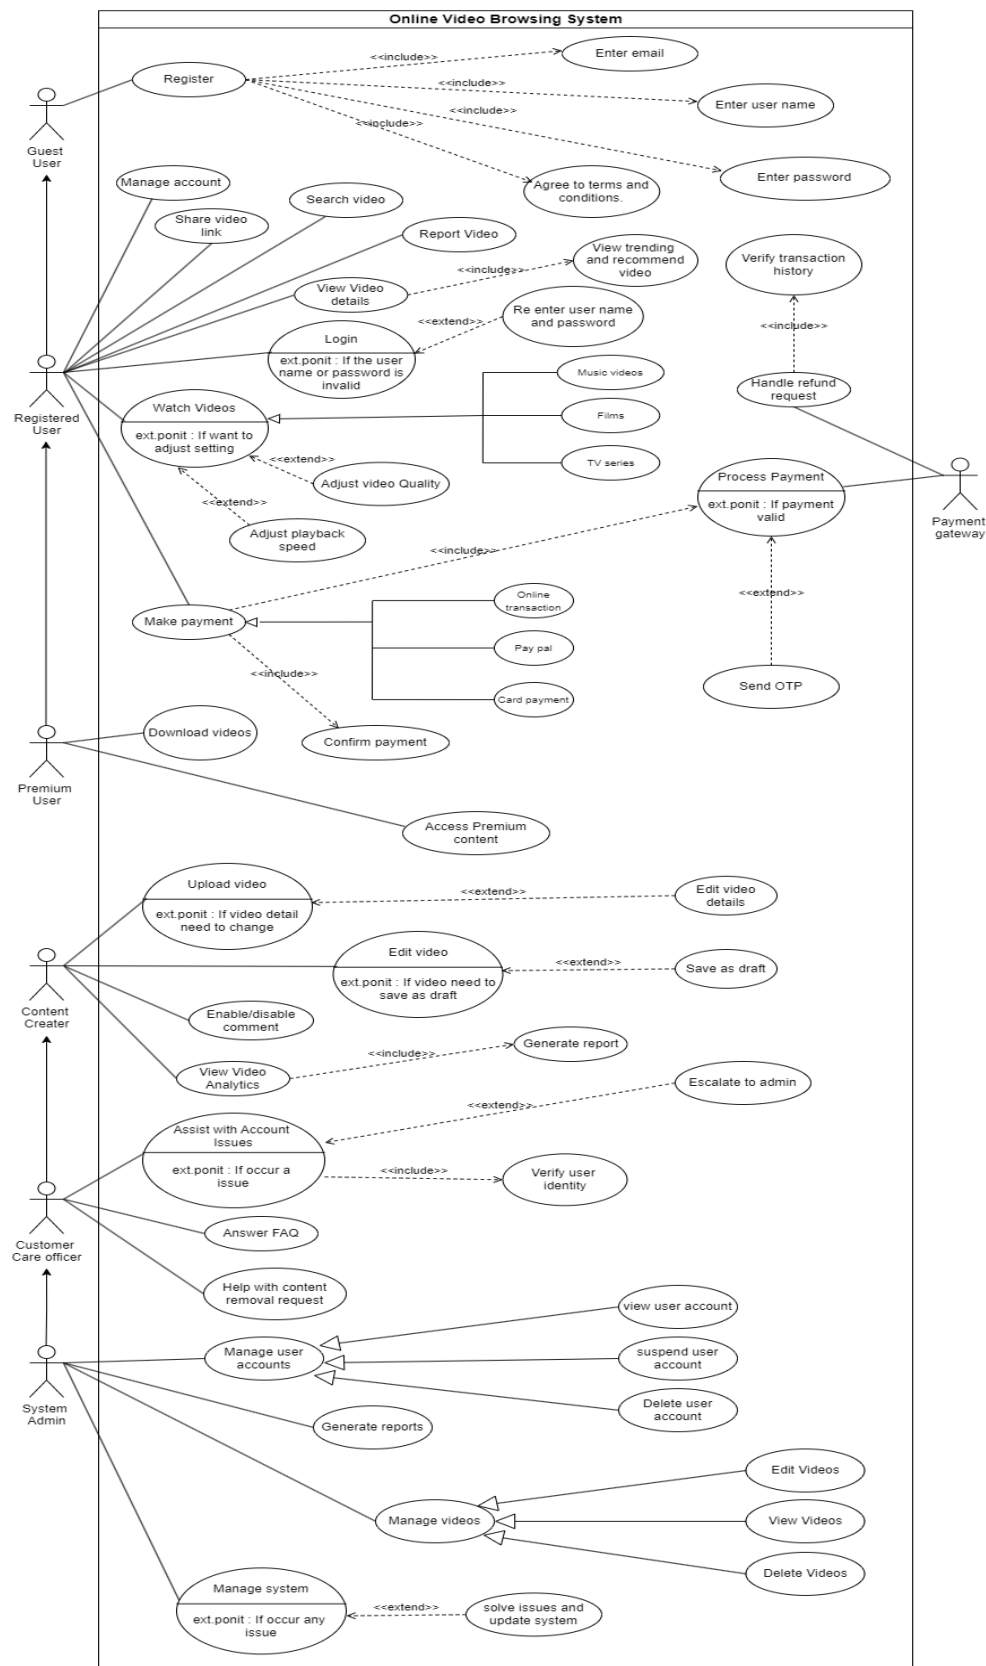 Online Video Browsing System
<<include>>
Enter email
Register
<<include>>
Enter user name
<<include>>
<<include>>
Guest
User
Enter password
Agree to terms and
conditions.
Manage account
Search video
Share video
link
Report Video
View trending
and recommend
video
<<include>>
Verify transaction
history
View Video
details
Re enter user name
and password
<<extend>>
<<include>>
Login
ext.ponit : If the user
name or password is
invalid
Music videos
Handle refund
request
Registered
User
Watch Videos
ext.ponit : If want to
adjust setting
Films
TV series
<<extend>>
Adjust video Quality
Process Payment
ext.ponit : If payment
valid
Payment
gateway
<<extend>>
Adjust playback
speed
<<include>>
<<extend>>
Online
transaction
Make payment
Pay pal
<<include>>
Send OTP
Card payment
Download videos
Confirm payment
Premium
User
Access Premium
content
Upload video
ext.ponit : If video detail
need to change
<<extend>>
Edit video
details
Edit video
ext.ponit : If video need to
save as draft
<<extend>>
Save as draft
Content
Creater
Enable/disable
comment
Generate report
<<include>>
View Video
Analytics
Escalate to admin
<<extend>>
Assist with Account
Issues
ext.ponit : If occur a
issue
<<include>>
Verify user
identity
Customer
Care officer
Answer FAQ
Help with content
removal request
view user account
Manage user
accounts
suspend user
account
System
Admin
Delete user
account
Generate reports
Edit Videos
Manage videos
View Videos
Delete Videos
Manage system
ext.ponit : If occur any
issue
<<extend>>
solve issues and
update system